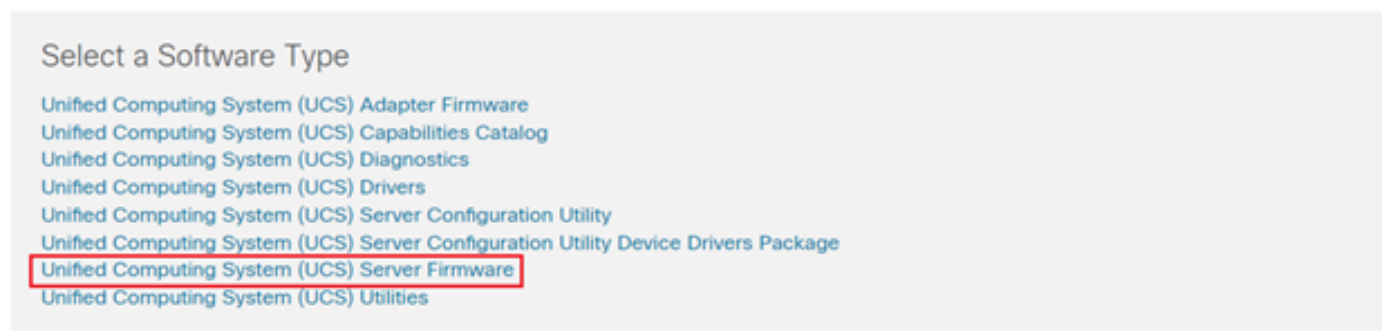 Select a Software Type
Unified Computing System (UCS) Adapter Firmware
Unified Computing System (UCS) Capabilities Catalog
Unified Computing System (UCS) Diagnostics
Unified Computing System (UCS) Drivers
Unified Computing System (UCS) Server Configuration Utility
Unified Computing System (UCS) Server Configuration Utility Device Drivers Package
Unified Computing System (UCS) Server Firmware
Unified Computing System (UCS) Utilities